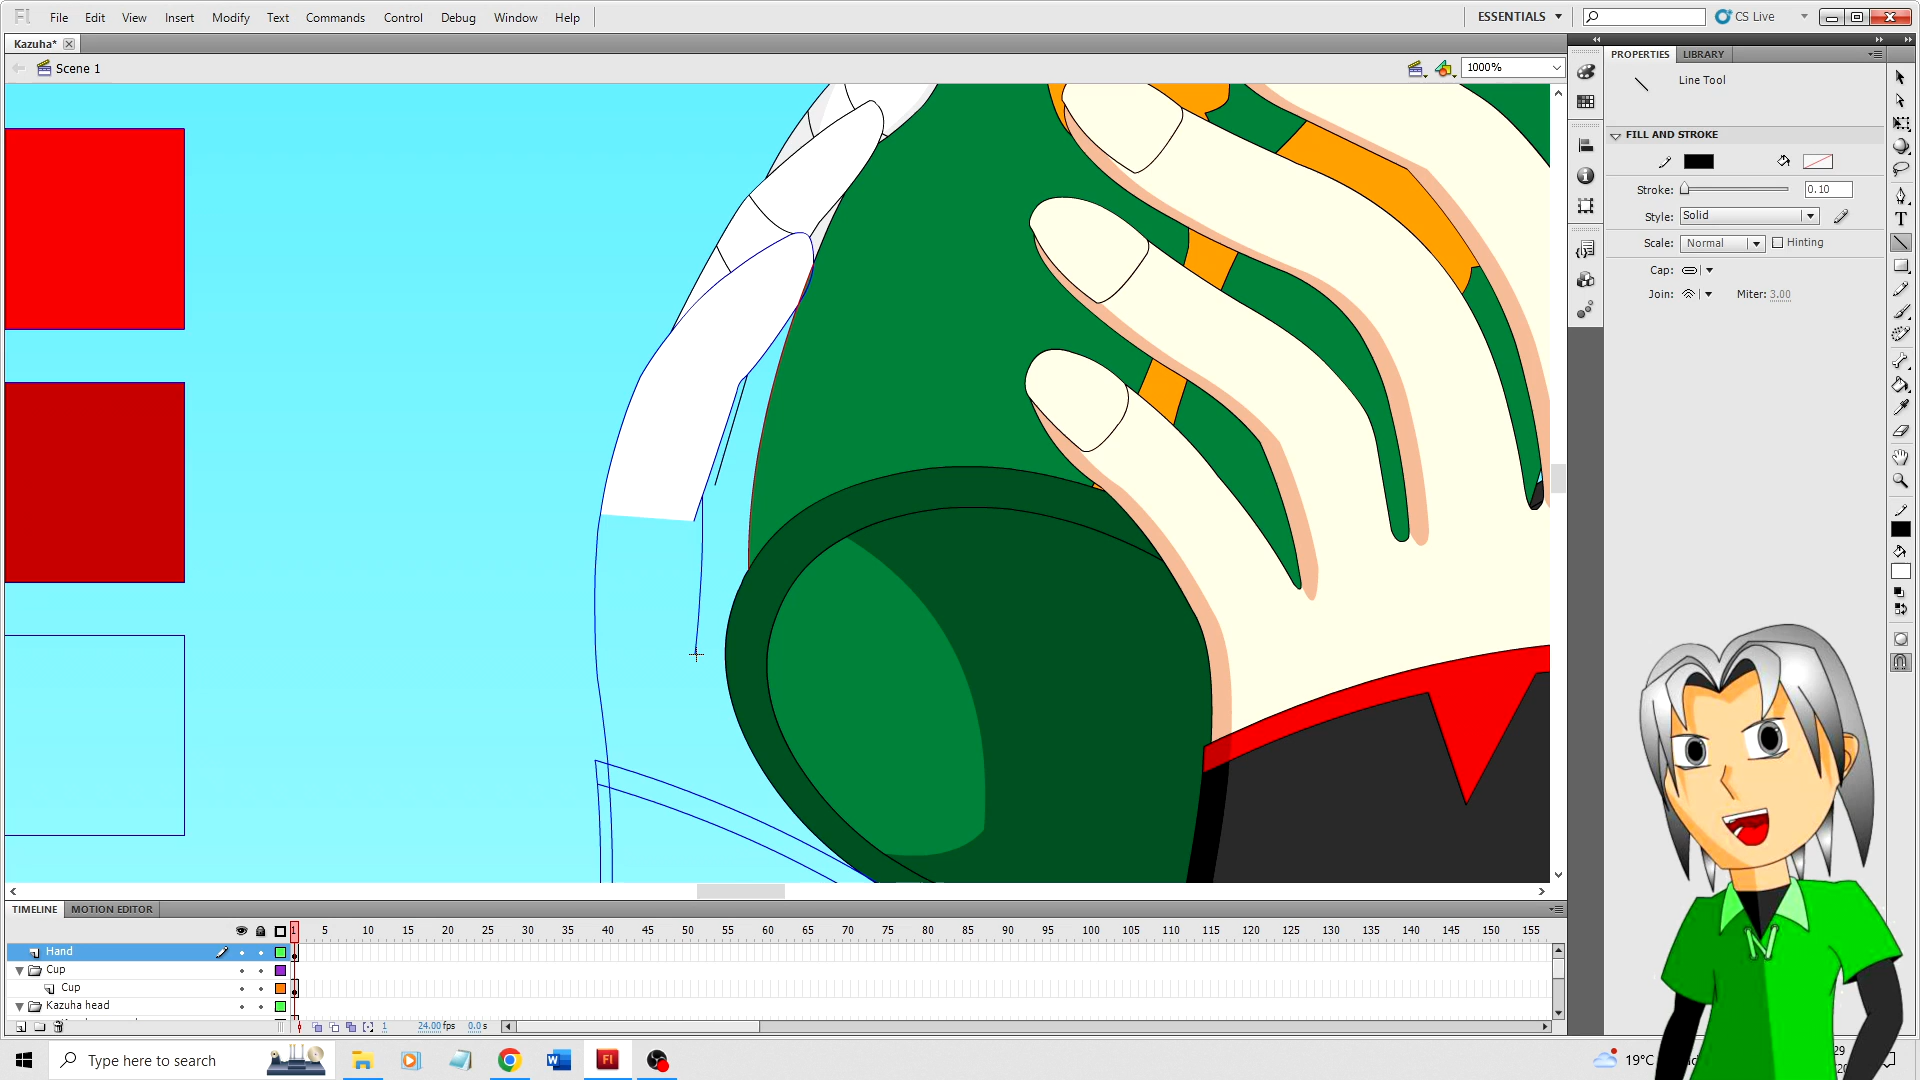 Fl File Edit View Insert Modify Text Commands Control Debug Window Help ESSENTIALS CS Live
Kazuha*
Scene 1 1000%
PROPERTIES LIBRARY
Line Tool
FILL AND STROKE
Stroke: 0.10
Style: Solid
Scale: Normal Hinting
Cap:
Join: Miter: 3.00
T
N
TIMELINE MOTION EDITOR
1 5 10 15 20 25 30 35 40 45 50 55 60 65 70 75 80 85 90 95 100 105 110 115 120 125 130 135 140 145 150 155
Hand
Cup
Cup
Kazuha head
1 24.00 fps 0.0 s
Type here to search
W
Fl
19°C